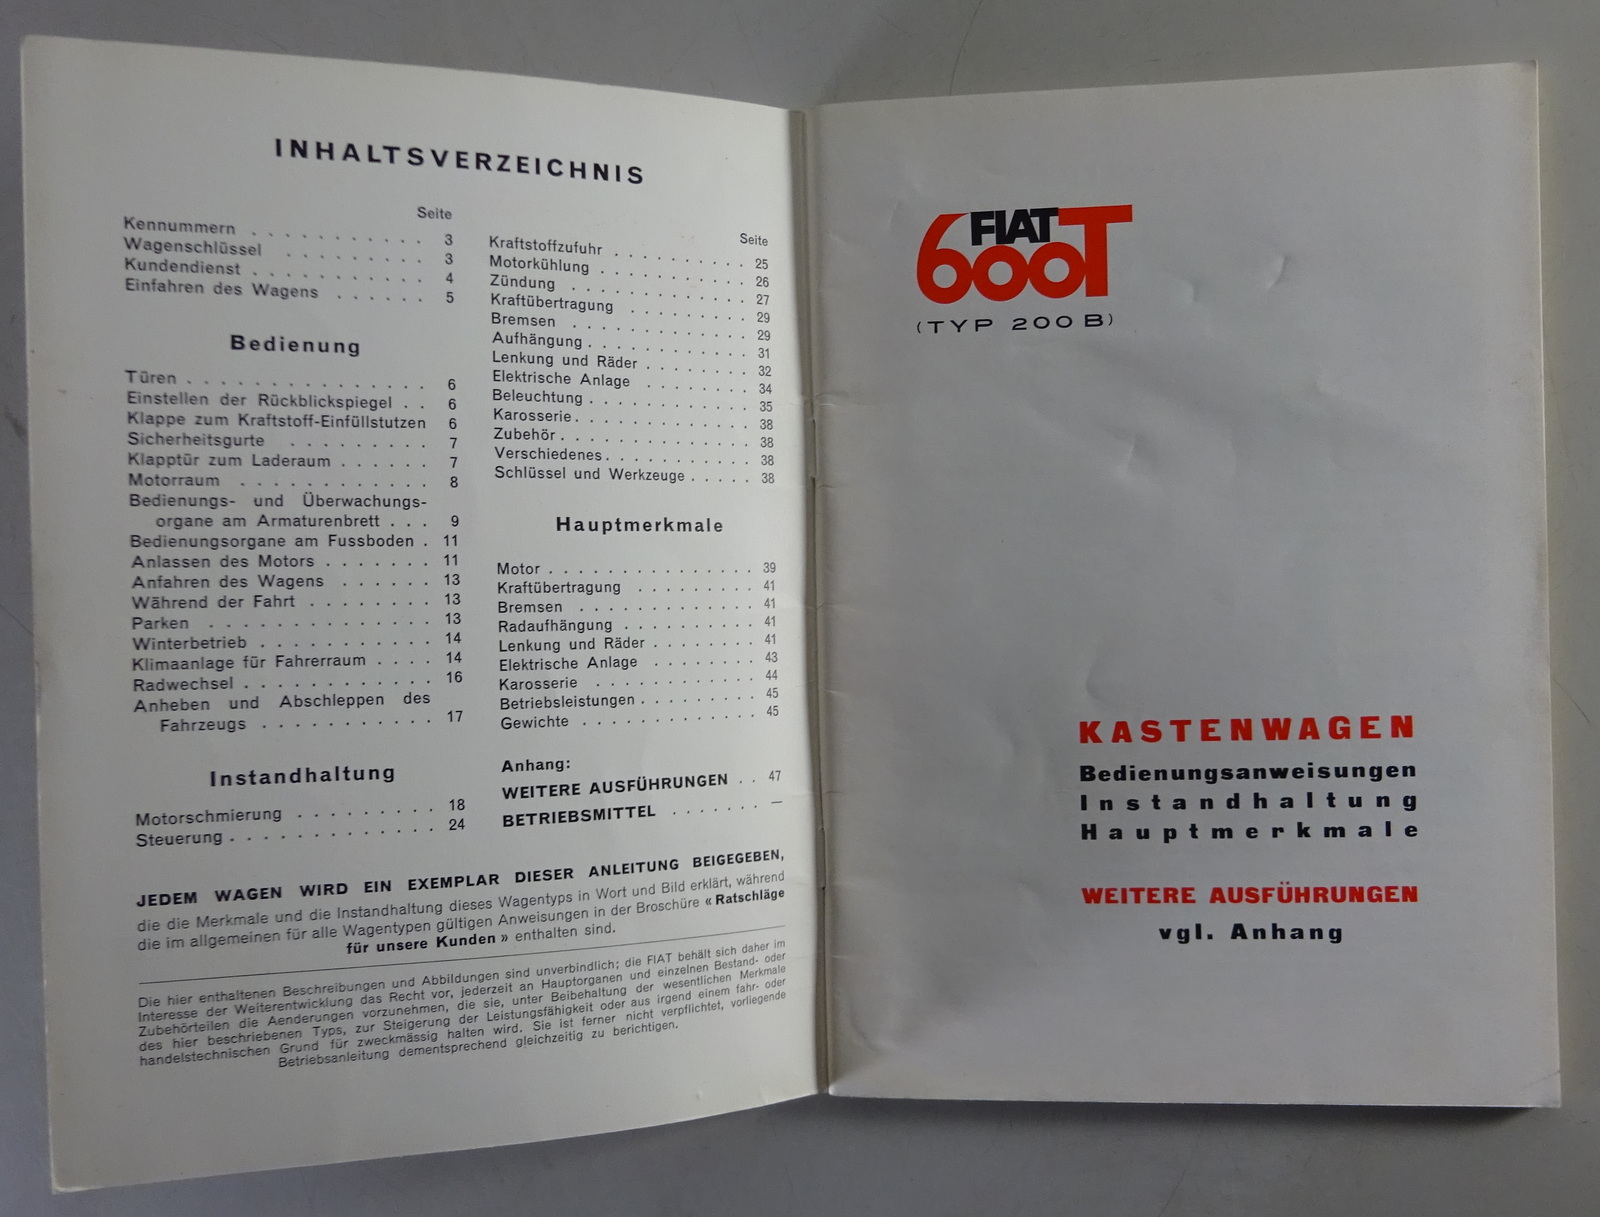 INHALTSVERZEICHNIS
Seite
Kennummern . . . . . . . . . . . 3
Wagenschlüssel . . . . . . . . . 3
Kundendienst . . . . . . . . . . . 4
Einfahren des Wagens . . . . . . 5
Bedienung
Türen . . . . . . . . . . . . . . . 6
Einstellen der Rückblickspiegel . . 6
Klappe zum Kraftstoff-Einfüllstutzen 6
Sicherheitsgurte . . . . . . . . . 7
Klapptür zum Laderaum . . . . . . 7
Motorraum . . . . . . . . . . . . 8
Bedienungs- und Überwachungs-
organe am Armaturenbrett . . . 9
Bedienungsorgane am Fussboden . 11
Anlassen des Motors . . . . . . . 11
Anfahren des Wagens . . . . . . 13
Während der Fahrt . . . . . . . . 13
Parken . . . . . . . . . . . . . 13
Winterbetrieb . . . . . . . . . . . 14
Klimaanlage für Fahrerraum . . . . 14
Radwechsel . . . . . . . . . . . . 16
Anheben und Abschleppen des
Fahrzeugs . . . . . . . . . . . 17
Instandhaltung
Motorschmierung . . . . . . . . . 18
Steuerung . . . . . . . . . . . . . 24
Seite
Kraftstoffzufuhr . . . . . . . . . . 25
Motorkühlung . . . . . . . . . . . 26
Zündung . . . . . . . . . . . . . 27
Kraftübertragung . . . . . . . . . 29
Bremsen . . . . . . . . . . . . . 29
Aufhängung . . . . . . . . . . . . 31
Lenkung und Räder . . . . . . . . 32
Elektrische Anlage . . . . . . . . 34
Beleuchtung . . . . . . . . . . . . 35
Karosserie . . . . . . . . . . . . . 38
Zubehör . . . . . . . . . . . . . . 38
Verschiedenes . . . . . . . . . . . 38
Schlüssel und Werkzeuge . . . . . 38
Hauptmerkmale
Motor . . . . . . . . . . . . . . . 39
Kraftübertragung . . . . . . . . . 41
Bremsen . . . . . . . . . . . . . 41
Radaufhängung . . . . . . . . . . 41
Lenkung und Räder . . . . . . . . 41
Elektrische Anlage . . . . . . . . 43
Karosserie . . . . . . . . . . . . 44
Betriebsleistungen . . . . . . . . . 45
Gewichte . . . . . . . . . . . . . 45
Anhang:
WEITERE AUSFÜHRUNGEN . . 47
BETRIEBSMITTEL . . . . . . . —
JEDEM WAGEN WIRD EIN EXEMPLAR DIESER ANLEITUNG BEIGEGEBEN,
die die Merkmale und die Instandhaltung dieses Wagentyps in Wort und Bild erklärt, während
die im allgemeinen für alle Wagentypen gültigen Anweisungen in der Broschüre « Ratschläge
für unsere Kunden » enthalten sind.
Die hier enthaltenen Beschreibungen und Abbildungen sind unverbindlich; die FIAT behält sich daher im
Interesse der Weiterentwicklung das Recht vor, jederzeit an Hauptorganen und einzelnen Bestand- oder
Zubehörteilen die Aenderungen vorzunehmen, die sie, unter Beibehaltung der wesentlichen Merkmale
des hier beschriebenen Typs, zur Steigerung der Leistungsfähigkeit oder aus irgend einem fahr- oder
handelstechnischen Grund für zweckmässig halten wird. Sie ist ferner nicht verpflichtet, vorliegende
Betriebsanleitung dementsprechend gleichzeitig zu berichtigen.
FIAT
600T
(TYP 200 B)
KASTENWAGEN
Bedienungsanweisungen
Instandhaltung
Hauptmerkmale
WEITERE AUSFÜHRUNGEN
vgl. Anhang